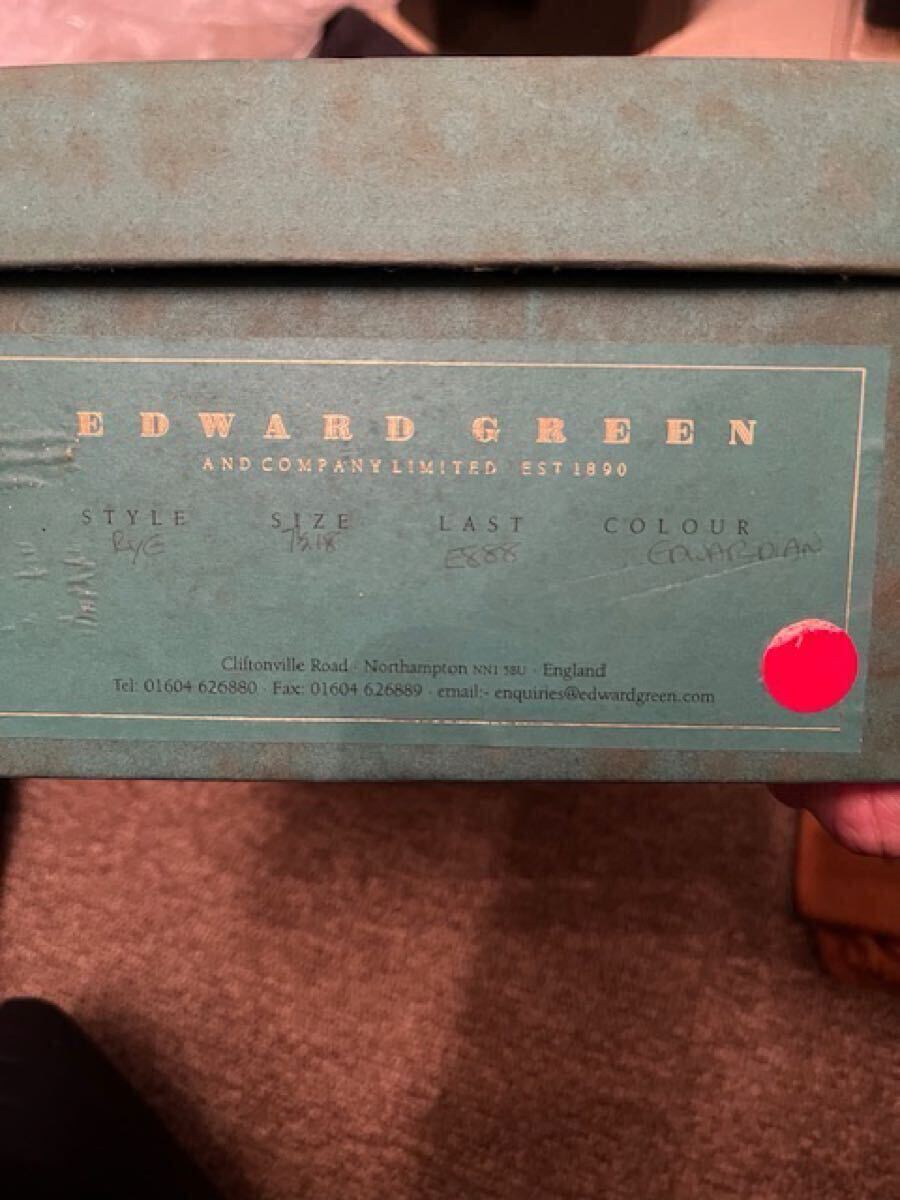 EDWARD GREEN
AND COMPANY LIMITED EST 1890
STYLE SIZE LAST COLOUR
RYE 7½/8 E888 EDWARDIAN
Cliftonville Road · Northampton NN1 5BU · England
Tel: 01604 626880 · Fax: 01604 626889 · email:- enquiries@edwardgreen.com